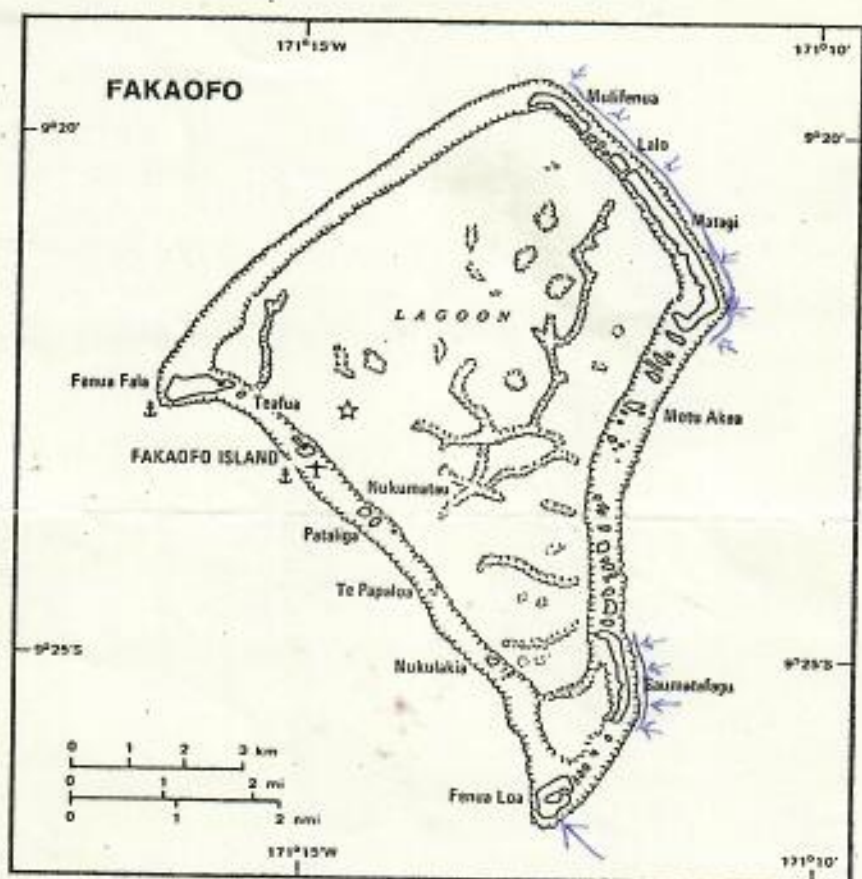 171°15'W
171°10'
FAKAOFO
9°20'
9°20'
Mulifenua
Lalo
Matagi
LAGOON
Fenua Fala
Teafua
Motu Akea
FAKAOFO ISLAND
Nukumatau
Pataliga
Te Papaloa
9°25'S
9°25'S
Nukulakia
Saumatafagu
0 1 2 3 km
0 1 2 mi
0 1 2 nmi
Fenua Loa
171°15'W
171°10'